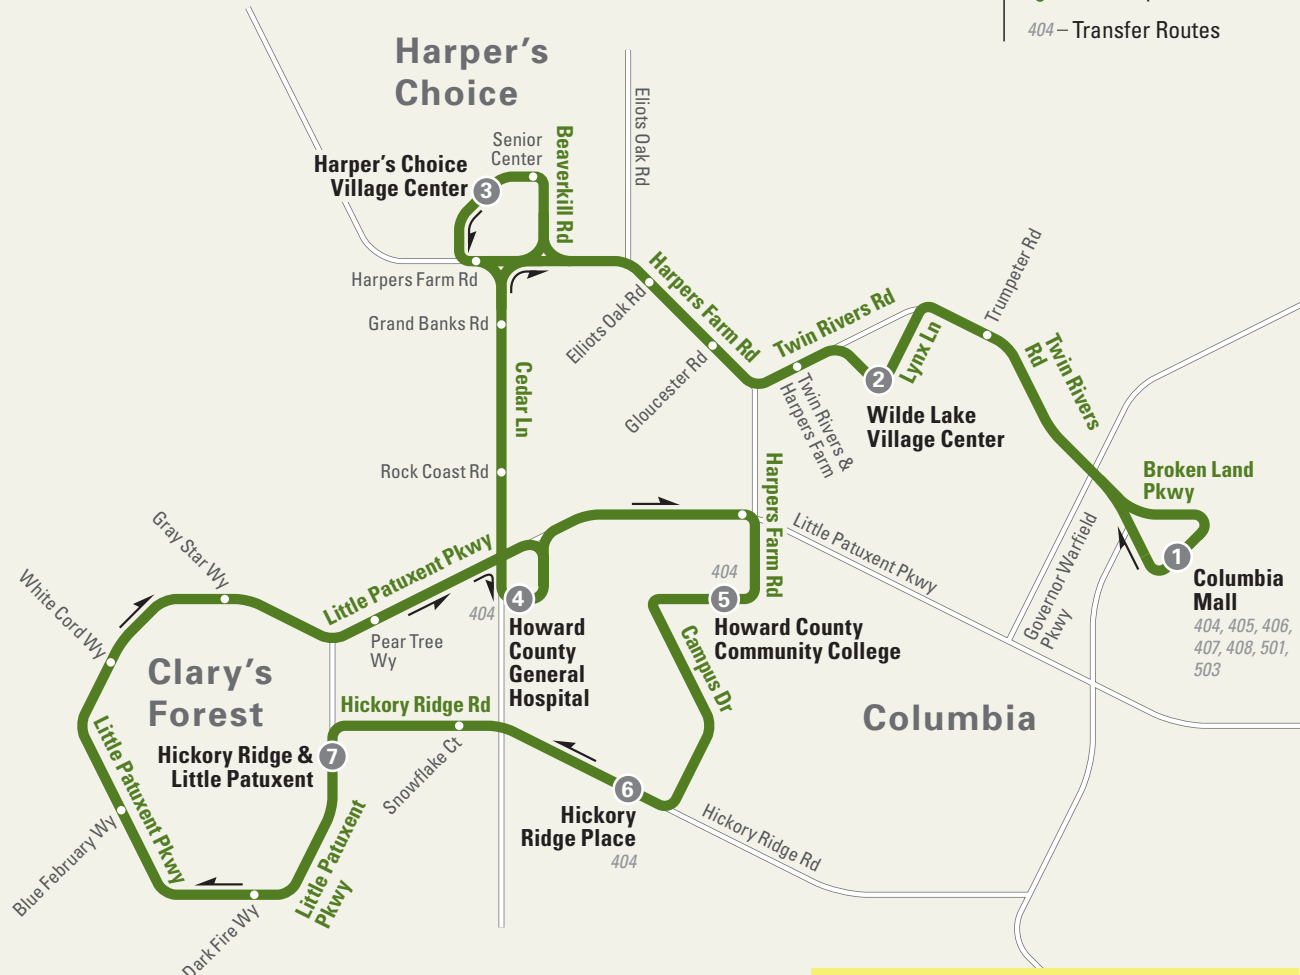 404 – Transfer Routes
Harper's
Choice
Eliots Oak Rd
Senior
Center
Beaverkill Rd
Harper's Choice
Village Center
3
Harpers Farm Rd
Grand Banks Rd
Elliots Oak Rd
Harpers Farm Rd
Gloucester Rd
Twin Rivers Rd
Twin Rivers &
Harpers Farm
Lynx Ln
Trumpeter Rd
Twin Rivers
Rd
2
Wilde Lake
Village Center
Cedar Ln
Rock Coast Rd
Harpers Farm Rd
Broken Land
Pkwy
Little Patuxent Pkwy
Governor Warfield
Pkwy
1
Columbia
Mall
404, 405, 406,
407, 408, 501,
503
Gray Star Wy
White Cord Wy
Little Patuxent Pkwy
Pear Tree
Wy
404
4
Howard
County
General
Hospital
404
5
Howard County
Community College
Campus Dr
Clary's
Forest
Columbia
Hickory Ridge Rd
Hickory Ridge &
Little Patuxent
7
Snowflake Ct
6
Hickory
Ridge Place
404
Hickory Ridge Rd
Little Patuxent Pkwy
Blue February Wy
Little Patuxent
Pkwy
Dark Fire Wy